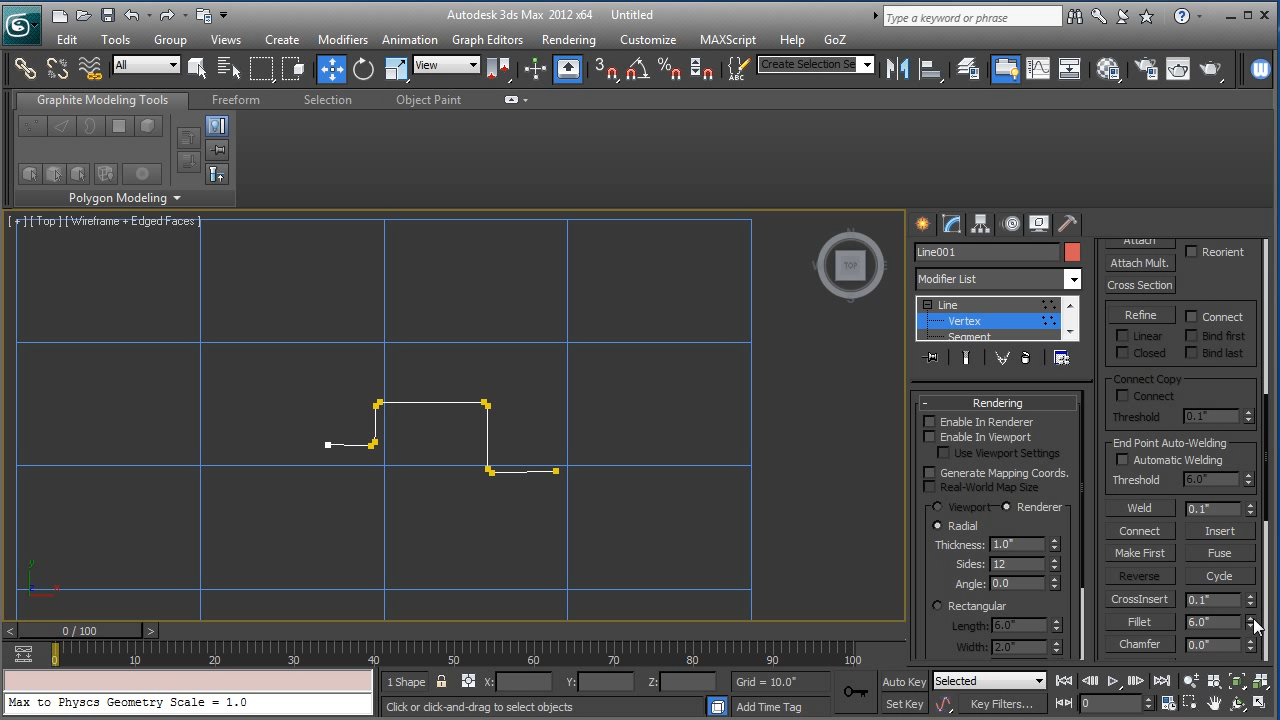 Autodesk 3ds Max 2012 x64 Untitled
Type a keyword or phrase
Edit Tools Group Views Create Modifiers Animation Graph Editors Rendering Customize MAXScript Help GoZ
All View 3 Create Selection Se
Graphite Modeling Tools Freeform Selection Object Paint
Polygon Modeling
[ + ] [ Top ] [ Wireframe + Edged Faces ]
TOP
y
x
Line001
Modifier List
Line
Vertex
Segment
- Rendering
Enable In Renderer
Enable In Viewport
Use Viewport Settings
Generate Mapping Coords.
Real-World Map Size
Viewport Renderer
Radial
Thickness: 1.0"
Sides: 12
Angle: 0.0
Rectangular
Length: 6.0"
Width: 2.0"
Attach
Reorient
Attach Mult.
Cross Section
Refine Connect
Linear Bind first
Closed Bind last
Connect Copy
Connect
Threshold 0.1"
End Point Auto-Welding
Automatic Welding
Threshold 6.0"
Weld 0.1"
Connect Insert
Make First Fuse
Reverse Cycle
CrossInsert 0.1"
Fillet 6.0"
Chamfer 0.0"
< 0 / 100 >
0 10 20 30 40 50 60 70 80 90 100
1 Shape X: Y: Z: Grid = 10.0" Auto Key Selected
Max to Physcs Geometry Scale = 1.0
Click or click-and-drag to select objects Add Time Tag Set Key Key Filters... 0